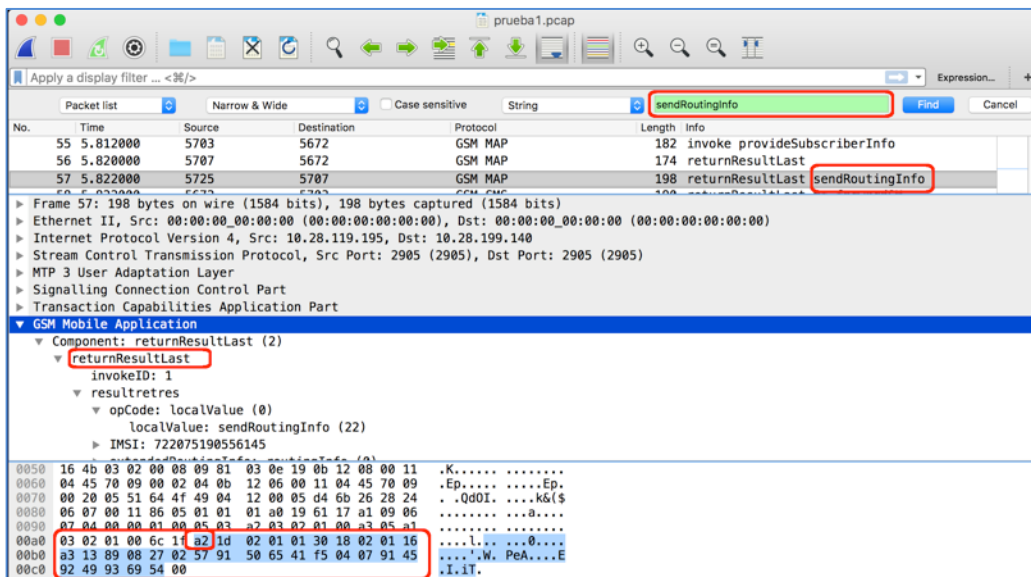 prueba1.pcap
Apply a display filter ... <⌘/>
Expression... +
Packet list Narrow & Wide Case sensitive String sendRoutingInfo Find Cancel
No. Time Source Destination Protocol Length Info
55 5.812000 5703 5672 GSM MAP 182 invoke provideSubscriberInfo
56 5.820000 5707 5672 GSM MAP 174 returnResultLast
57 5.822000 5725 5707 GSM MAP 198 returnResultLast sendRoutingInfo
Frame 57: 198 bytes on wire (1584 bits), 198 bytes captured (1584 bits)
Ethernet II, Src: 00:00:00_00:00:00 (00:00:00:00:00:00), Dst: 00:00:00_00:00:00 (00:00:00:00:00:00)
Internet Protocol Version 4, Src: 10.28.119.195, Dst: 10.28.199.140
Stream Control Transmission Protocol, Src Port: 2905 (2905), Dst Port: 2905 (2905)
MTP 3 User Adaptation Layer
Signalling Connection Control Part
Transaction Capabilities Application Part
GSM Mobile Application
Component: returnResultLast (2)
returnResultLast
invokeID: 1
resultretres
opCode: localValue (0)
localValue: sendRoutingInfo (22)
IMSI: 722075190556145
0050 16 4b 03 02 00 08 09 81 03 0e 19 0b 12 08 00 11 .K...... ........
0060 04 45 70 09 00 02 04 0b 12 06 00 11 04 45 70 09 .Ep..... .....Ep.
0070 00 20 05 51 64 4f 49 04 12 00 05 d4 6b 26 28 24 . .QdOI. ....k&($
0080 06 07 00 11 86 05 01 01 01 a0 19 61 17 a1 09 06 ........ ...a....
0090 07 04 00 00 01 00 05 03 a2 03 02 01 00 a3 05 a1 ........ ........
00a0 03 02 01 00 6c 1f a2 1d 02 01 01 30 18 02 01 16 ....l... ...0....
00b0 a3 13 89 08 27 02 57 91 50 65 41 f5 04 07 91 45 ....'.W. PeA....E
00c0 92 49 93 69 54 00 .I.iT.